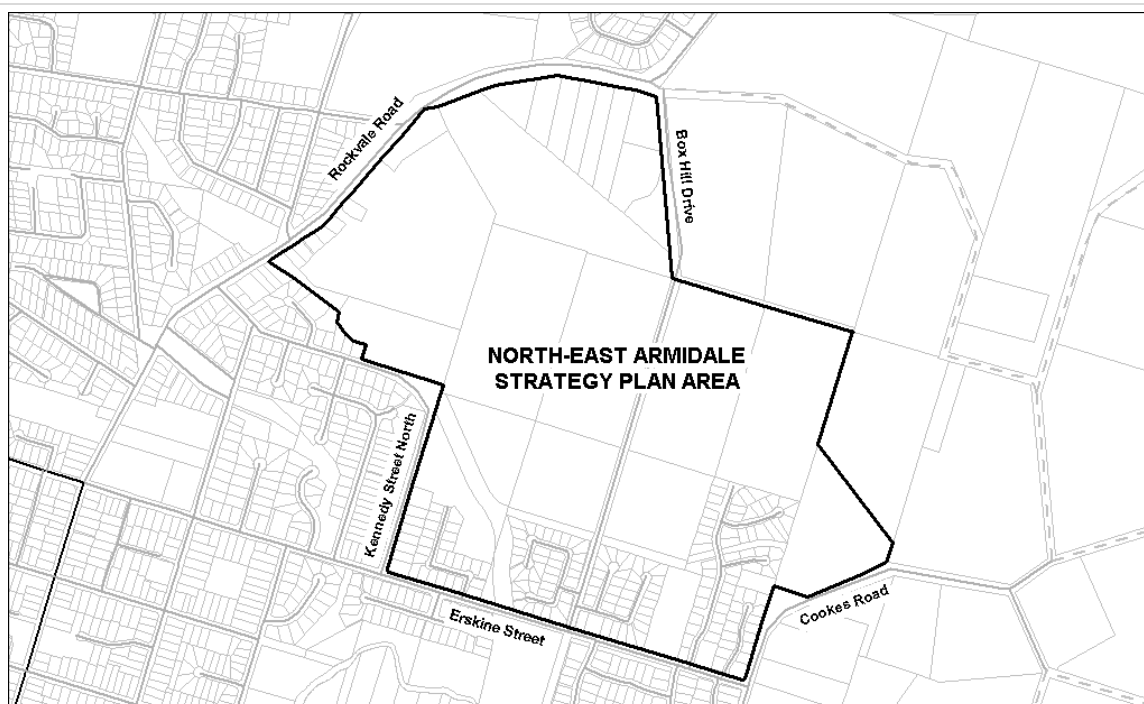 Rockvale Road
Box Hill Drive
NORTH-EAST ARMIDALE
STRATEGY PLAN AREA
Kennedy Street North
Erskine Street
Cookes Road